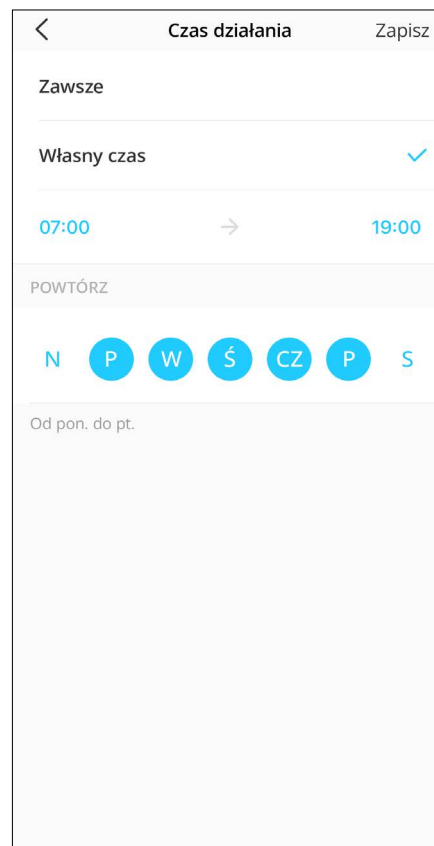 Czas działania Zapisz
Zawsze
Własny czas
07:00 19:00
POWTÓRZ
N P W Ś CZ P S
Od pon. do pt.